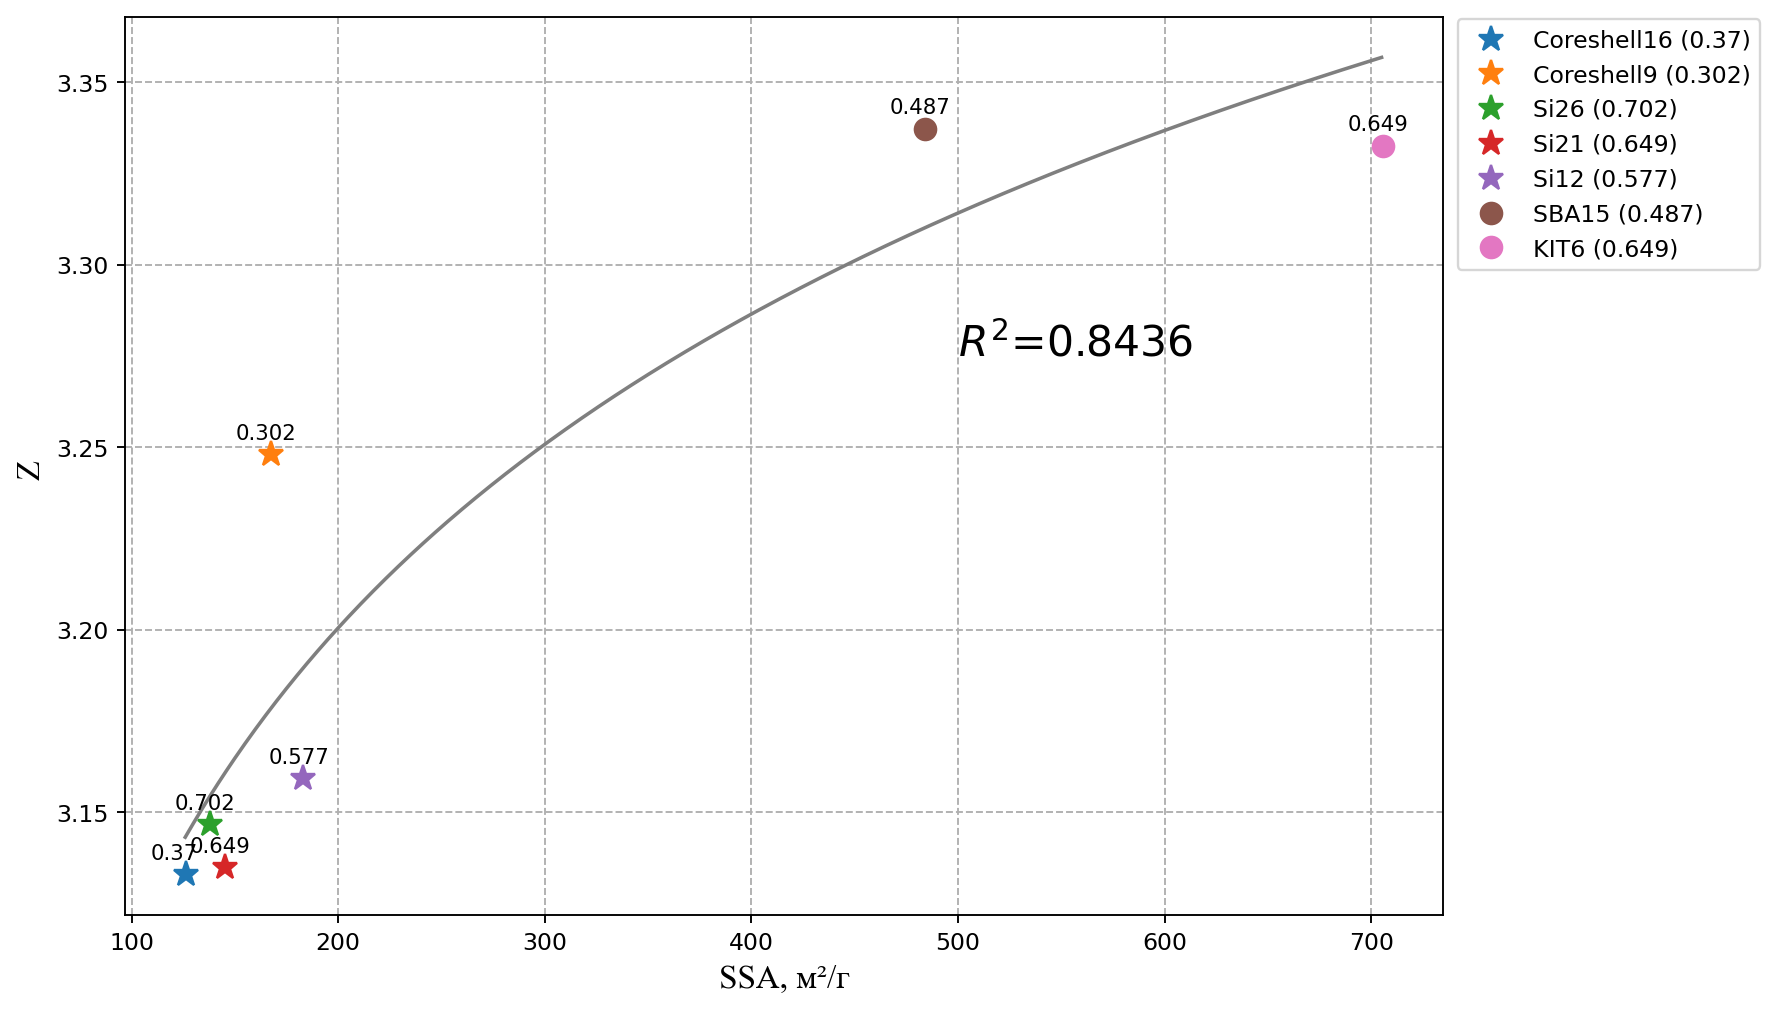 3.35
3.30
3.25
3.20
3.15
Z
100 200 300 400 500 600 700
SSA, м²/г
0.487
0.649
0.302
R²=0.8436
0.577
0.702
0.37
0.649
Coreshell16 (0.37)
Coreshell9 (0.302)
Si26 (0.702)
Si21 (0.649)
Si12 (0.577)
SBA15 (0.487)
KIT6 (0.649)